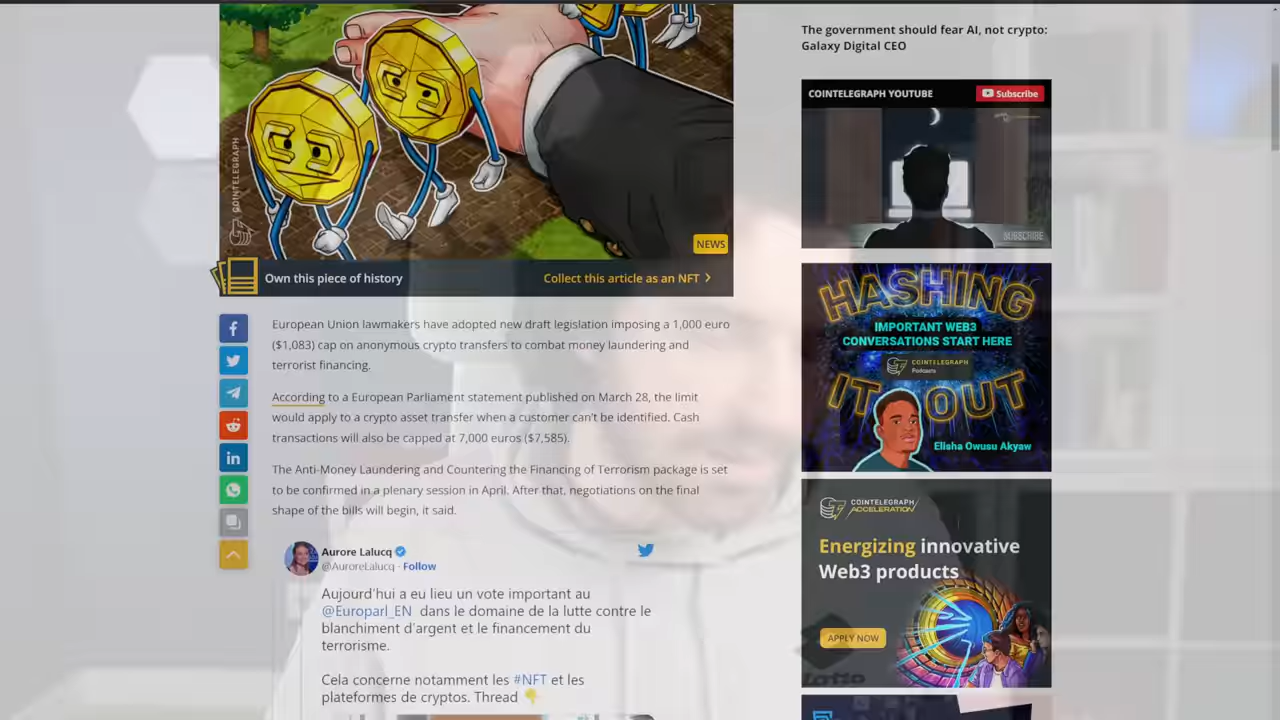 COINTELEGRAPH
NEWS
Own this piece of history
Collect this article as an NFT
European Union lawmakers have adopted new draft legislation imposing a 1,000 euro
($1,083) cap on anonymous crypto transfers to combat money laundering and
terrorist financing.
According to a European Parliament statement published on March 28, the limit
would apply to a crypto asset transfer when a customer can't be identified. Cash
transactions will also be capped at 7,000 euros ($7,585).
The Anti-Money Laundering and Countering the Financing of Terrorism package is set
to be confirmed in a plenary session in April. After that, negotiations on the final
shape of the bills will begin, it said.
Aurore Lalucq
@AuroreLalucq · Follow
Aujourd'hui a eu lieu un vote important au
@Europarl_EN dans le domaine de la lutte contre le
blanchiment d'argent et le financement du
terrorisme.
Cela concerne notamment les #NFT et les
plateformes de cryptos. Thread 👇
The government should fear AI, not crypto:
Galaxy Digital CEO
COINTELEGRAPH YOUTUBE
Subscribe
SUBSCRIBE
HASHING
IMPORTANT WEB3
CONVERSATIONS START HERE
COINTELEGRAPH
Podcasts
IT OUT
Elisha Owusu Akyaw
COINTELEGRAPH
ACCELERATION
Energizing innovative
Web3 products
APPLY NOW